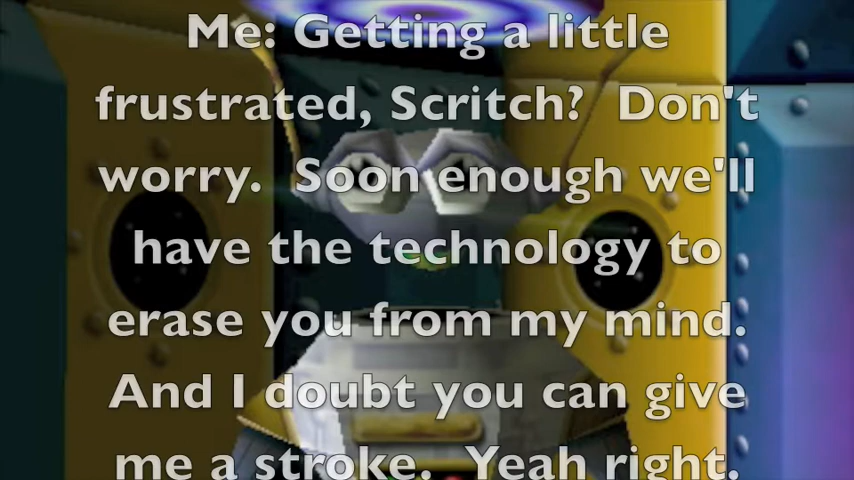 Me: Getting a little
frustrated, Scritch?  Don't
worry.  Soon enough we'll
have the technology to
erase you from my mind.
And I doubt you can give
me a stroke.  Yeah right.